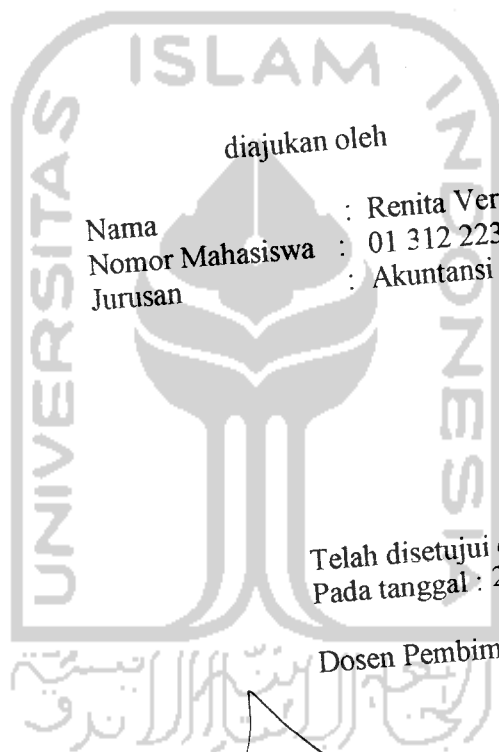 ISLAM
UNIVERSITAS
INDONESIA
diajukan oleh
Nama : Renita Ver
Nomor Mahasiswa : 01 312 223
Jurusan : Akuntansi
Telah disetujui
Pada tanggal : 2
Dosen Pembim